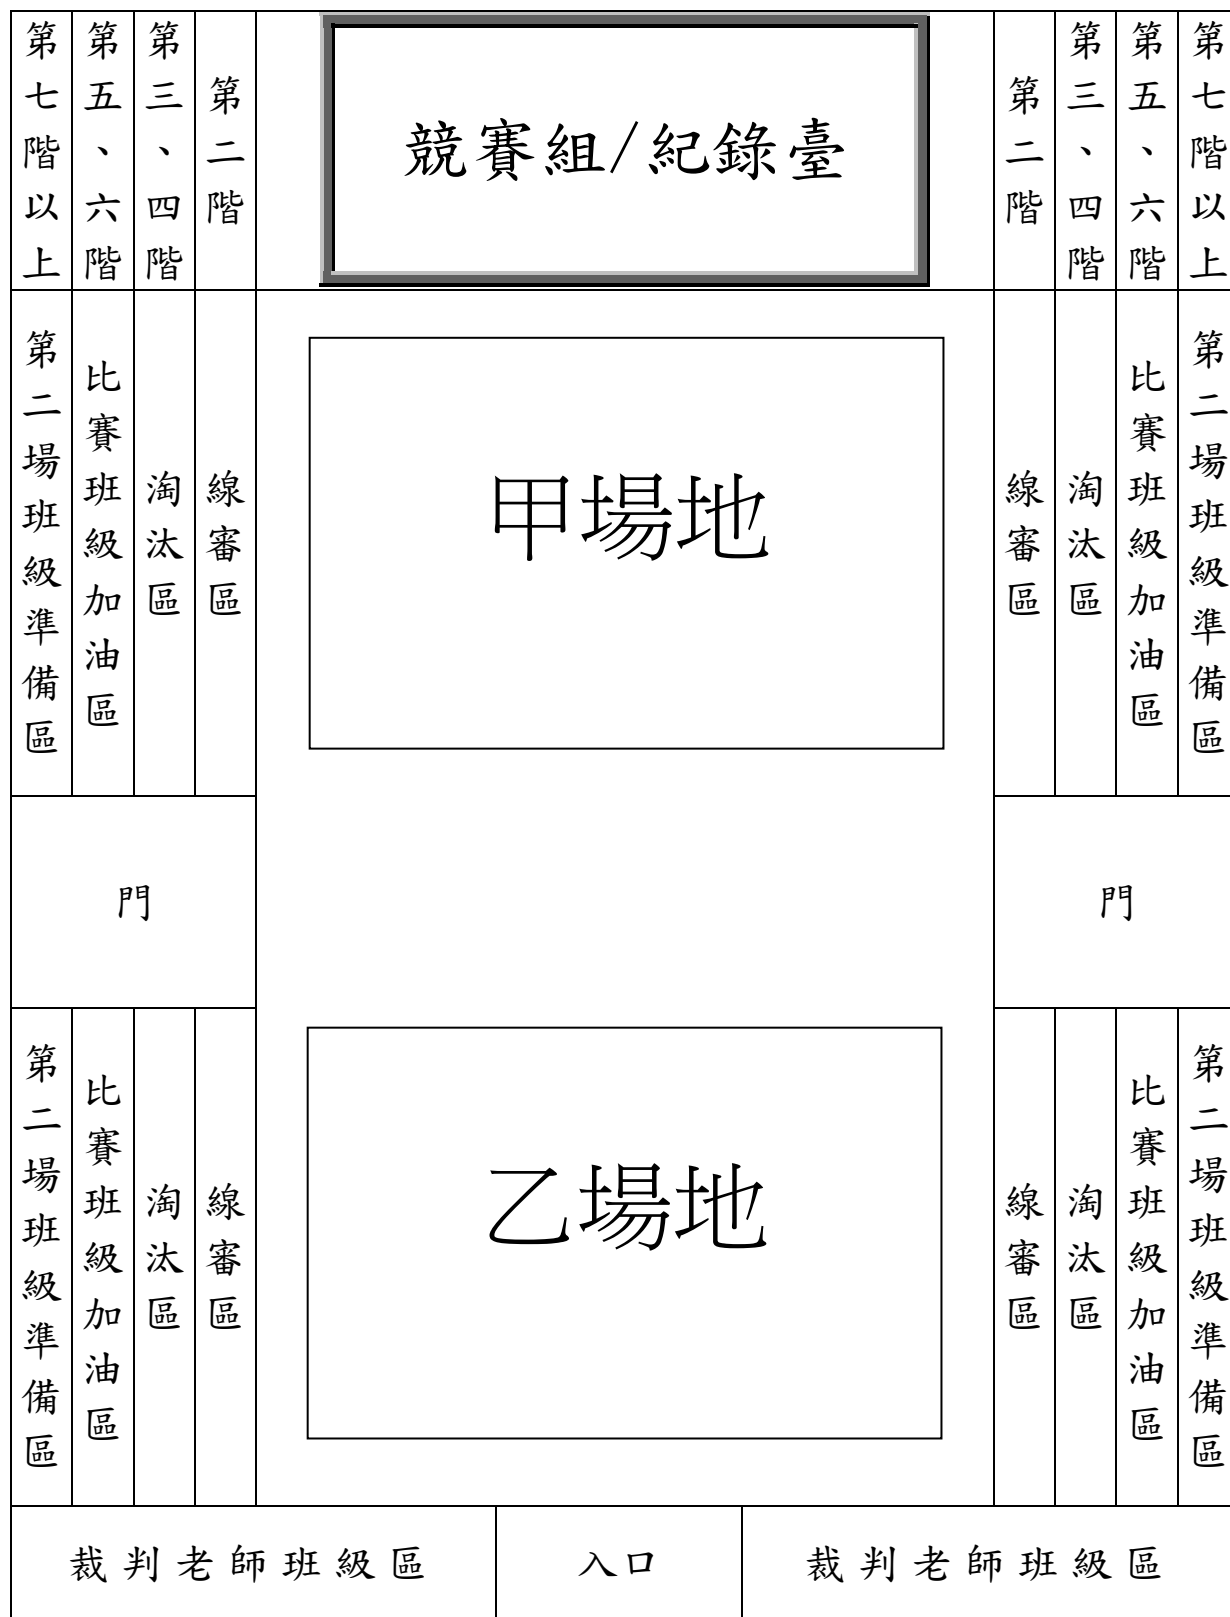 第七階以上
第五、六階
第三、四階
第二階
競賽組/紀錄臺
第二階
第三、四階
第五、六階
第七階以上
第二場班級準備區
比賽班級加油區
淘汰區
線審區
甲場地
線審區
淘汰區
比賽班級加油區
第二場班級準備區
門
門
第二場班級準備區
比賽班級加油區
淘汰區
線審區
乙場地
線審區
淘汰區
比賽班級加油區
第二場班級準備區
裁判老師班級區
入口
裁判老師班級區